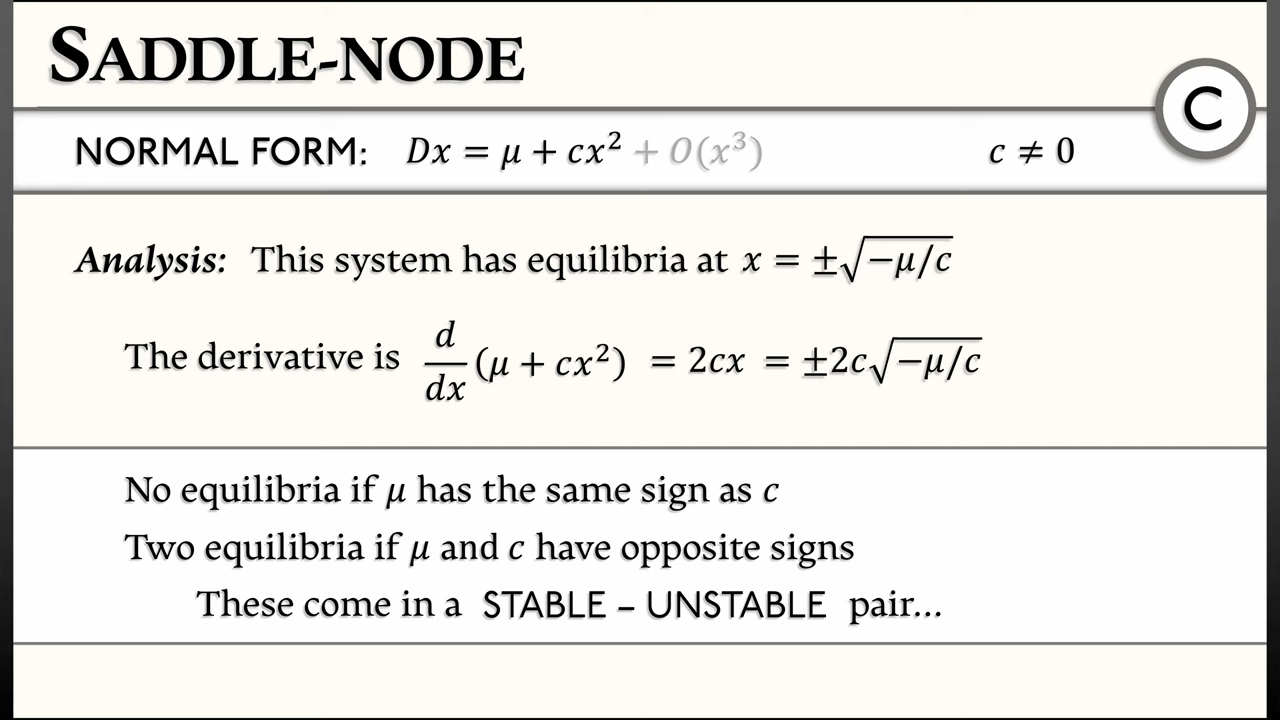 SADDLE-NODE
C
NORMAL FORM: Dx = μ + cx² + O(x³) c ≠ 0
Analysis: This system has equilibria at x = ±√(−μ/c)
The derivative is d/dx (μ + cx²) = 2cx = ±2c√(−μ/c)
No equilibria if μ has the same sign as c
Two equilibria if μ and c have opposite signs
These come in a STABLE – UNSTABLE pair...